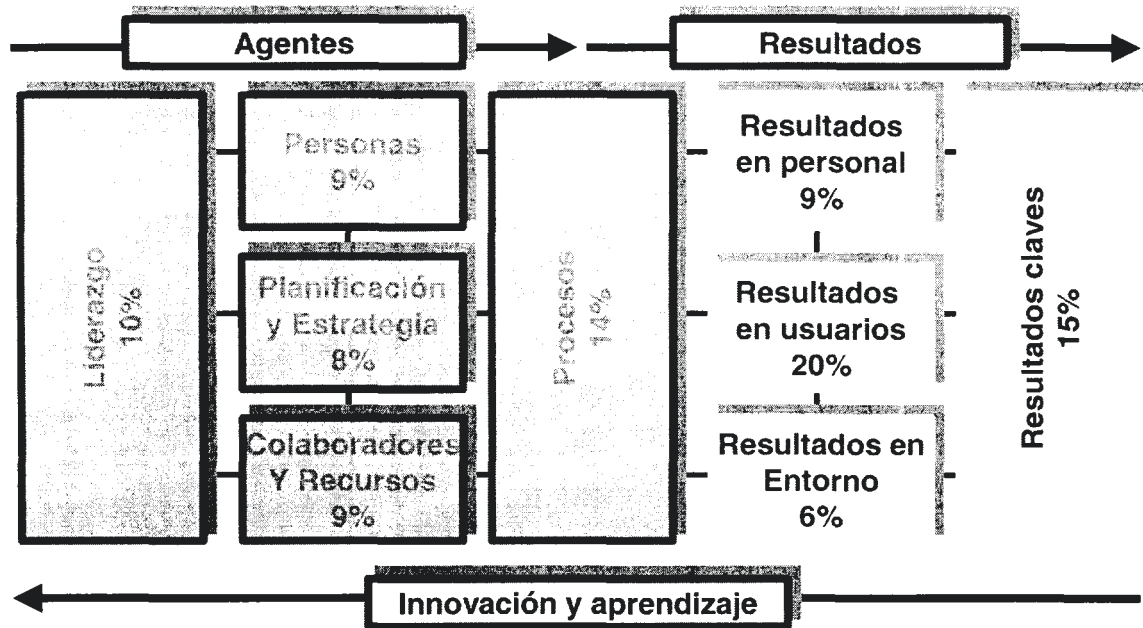 Agentes
Resultados
Liderazgo
10%
Personas
9%
Planificación
y Estrategia
8%
Colaboradores
Y Recursos
9%
Procesos
14%
Resultados
en personal
9%
Resultados
en usuarios
20%
Resultados en
Entorno
6%
Resultados claves
15%
Innovación y aprendizaje